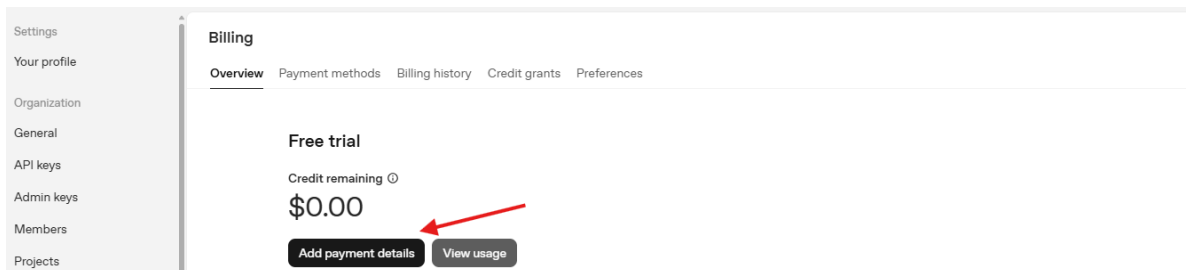 Settings
Your profile
Organization
General
API keys
Admin keys
Members
Projects
Billing
Overview Payment methods Billing history Credit grants Preferences
Free trial
Credit remaining
$0.00
Add payment details View usage